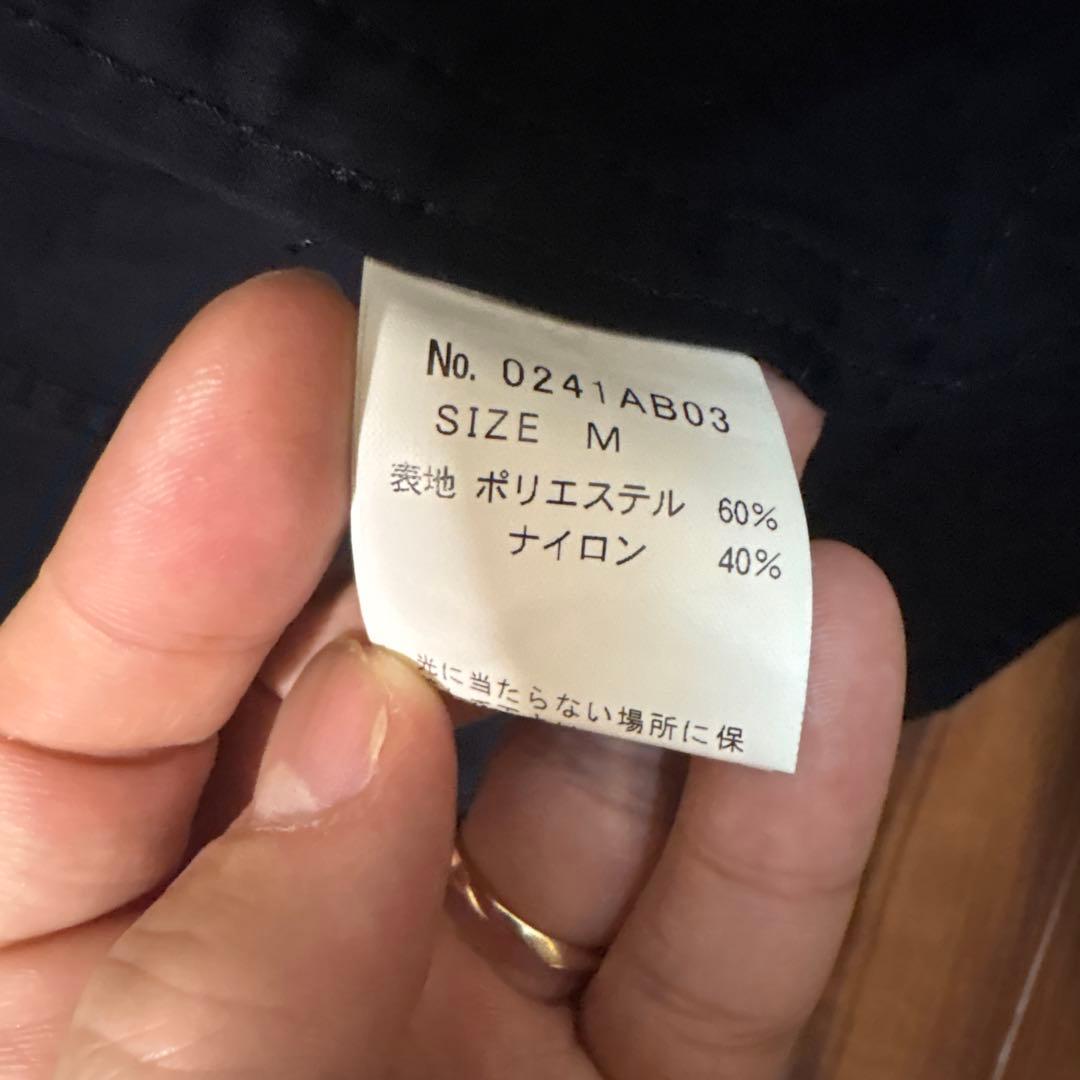 No. 0241AB03
SIZE M
表地 ポリエステル 60%
ナイロン 40%
光に当たらない場所に保